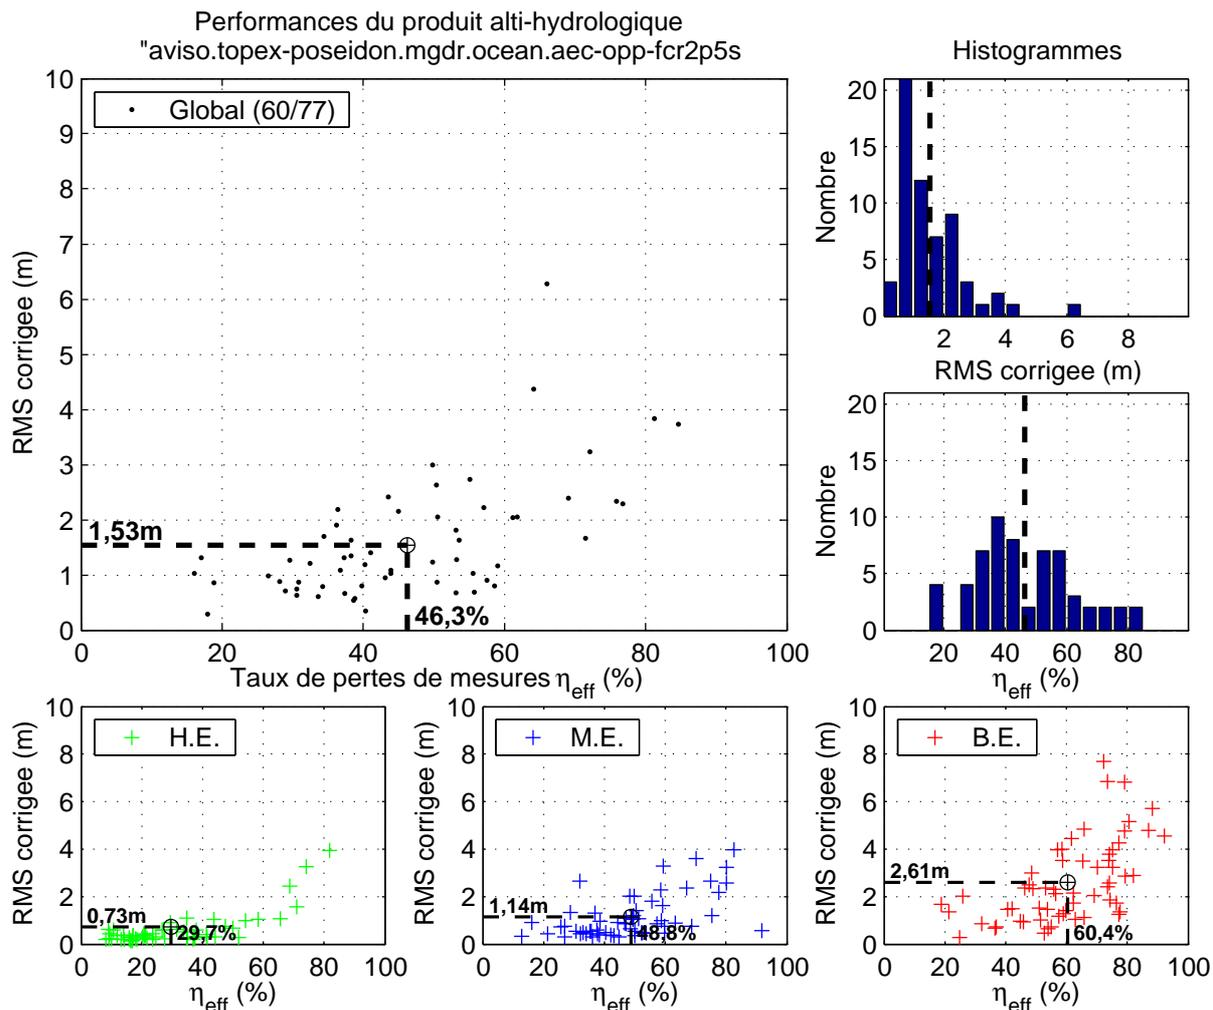 Performances du produit alti-hydrologique
"aviso.topex-poseidon.mgdr.ocean.aec-opp-fcr2p5s
Global (60/77)
10
9
8
7
6
5
4
3
2
1
0
RMS corrigee (m)
1,53m
46,3%
0 20 40 60 80 100
Taux de pertes de mesures ηeff (%)
Histogrammes
20
15
10
5
0
Nombre
2 4 6 8
RMS corrigee (m)
20
15
10
5
0
Nombre
20 40 60 80
ηeff (%)
H.E.
10
8
6
4
2
0
RMS corrigee (m)
0,73m
29,7%
0 20 40 60 80 100
ηeff (%)
M.E.
10
8
6
4
2
0
RMS corrigee (m)
1,14m
48,8%
0 20 40 60 80 100
ηeff (%)
B.E.
10
8
6
4
2
0
RMS corrigee (m)
2,61m
60,4%
0 20 40 60 80 100
ηeff (%)